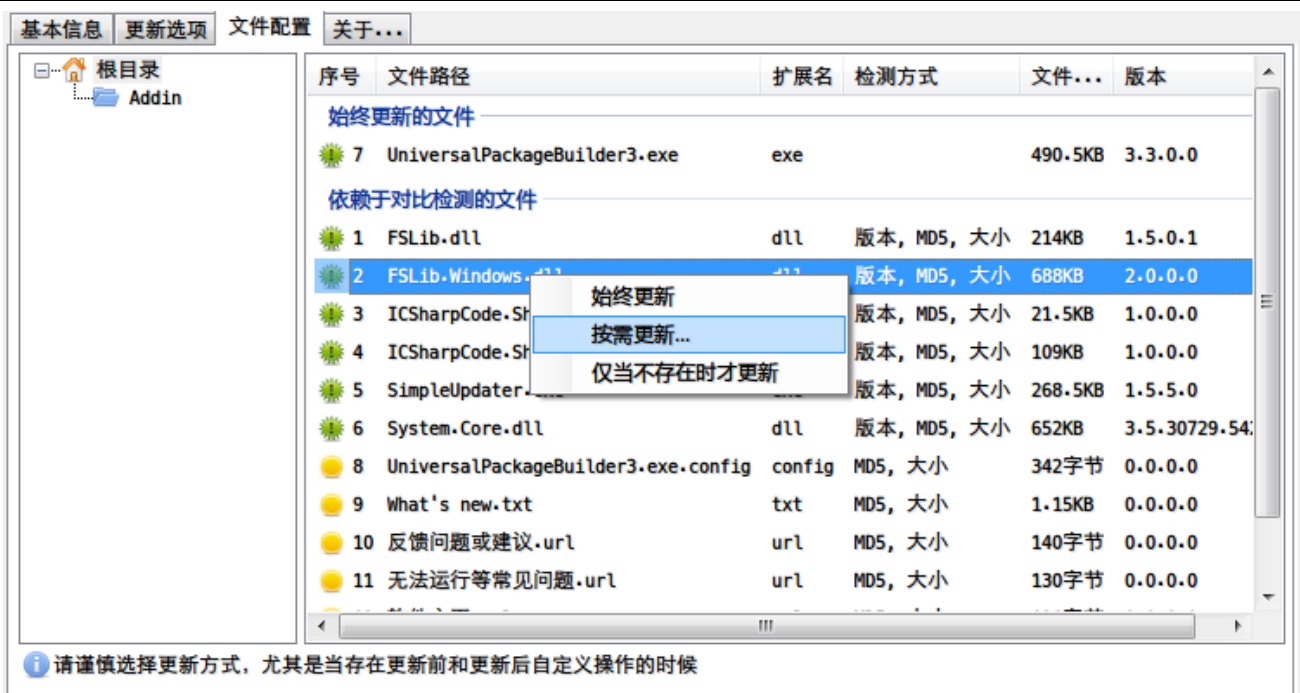 基本信息 更新选项 文件配置 关于...
根目录
Addin
序号 文件路径 扩展名 检测方式 文件... 版本
始终更新的文件
7 UniversalPackageBuilder3.exe exe 490.5KB 3.3.0.0
依赖于对比检测的文件
1 FSLib.dll dll 版本, MD5, 大小 214KB 1.5.0.1
2 FSLib.Windows.dll dll 版本, MD5, 大小 688KB 2.0.0.0
始终更新
3 ICSharpCode.Sh 版本, MD5, 大小 21.5KB 1.0.0.0
按需更新...
4 ICSharpCode.Sh 版本, MD5, 大小 109KB 1.0.0.0
仅当不存在时才更新
5 SimpleUpdater.exe exe 版本, MD5, 大小 268.5KB 1.5.5.0
6 System.Core.dll dll 版本, MD5, 大小 652KB 3.5.30729.54
8 UniversalPackageBuilder3.exe.config config MD5, 大小 342字节 0.0.0.0
9 What's new.txt txt MD5, 大小 1.15KB 0.0.0.0
10 反馈问题或建议.url url MD5, 大小 140字节 0.0.0.0
11 无法运行等常见问题.url url MD5, 大小 130字节 0.0.0.0
请谨慎选择更新方式，尤其是当存在更新前和更新后自定义操作的时候